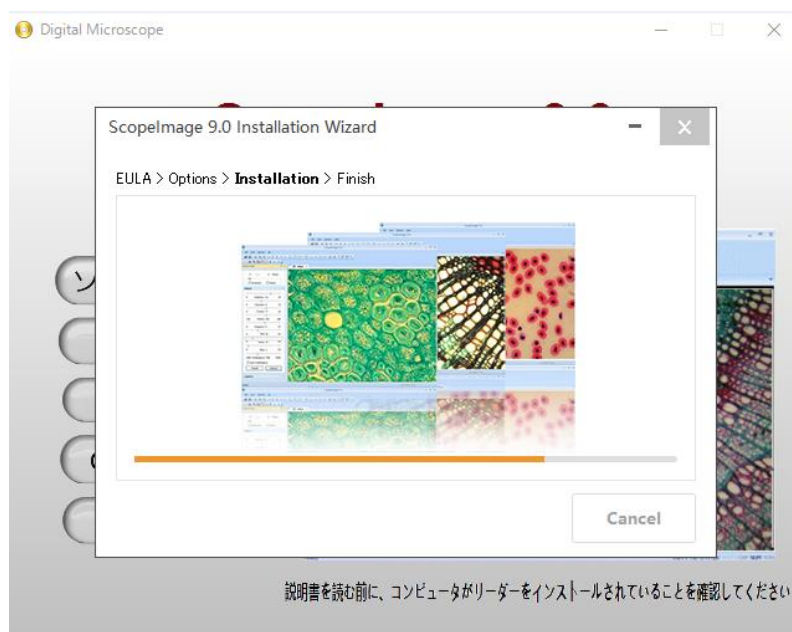 Digital Microscope
ScopeImage 9.0 Installation Wizard
EULA > Options > Installation > Finish
ソ
Cancel
説明書を読む前に、コンピュータがリーダーをインストールされていることを確認してください